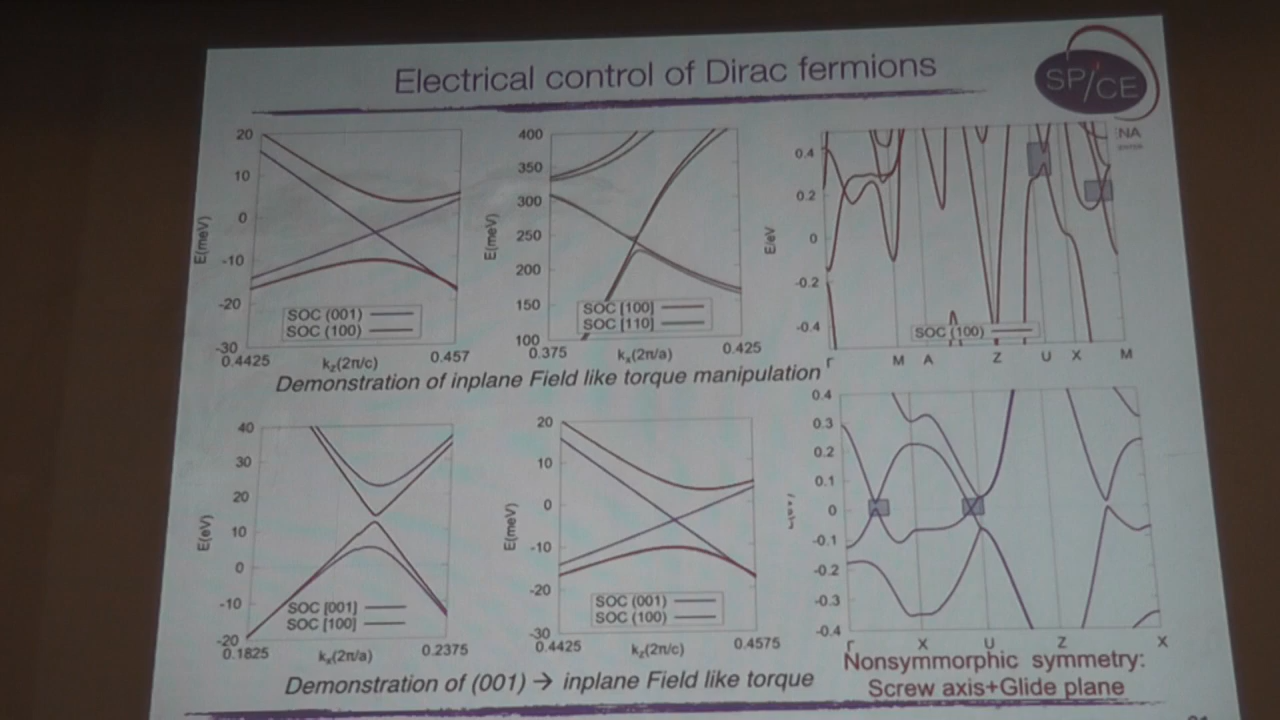 Electrical control of Dirac fermions
SPICE
NA
20
10
0
-10
-20
-30
E(meV)
SOC (001)
SOC (100)
0.4425
kz(2π/c)
0.457
400
350
300
250
200
150
100
E(meV)
SOC [100]
SOC [110]
0.375
kx(2π/a)
0.425
0.4
0.2
0
-0.2
-0.4
E/eV
SOC (100)
Γ M A Z U X M
Demonstration of inplane Field like torque manipulation
40
30
20
10
0
-10
-20
E(eV)
SOC [001]
SOC [100]
0.1825
kx(2π/a)
0.2375
20
10
0
-10
-20
-30
E(meV)
SOC (001)
SOC (100)
0.4425
kz(2π/c)
0.4575
0.4
0.3
0.2
0.1
0
-0.1
-0.2
-0.3
-0.4
Γ X U Z X
Demonstration of (001) → inplane Field like torque
Nonsymmorphic symmetry:
Screw axis+Glide plane